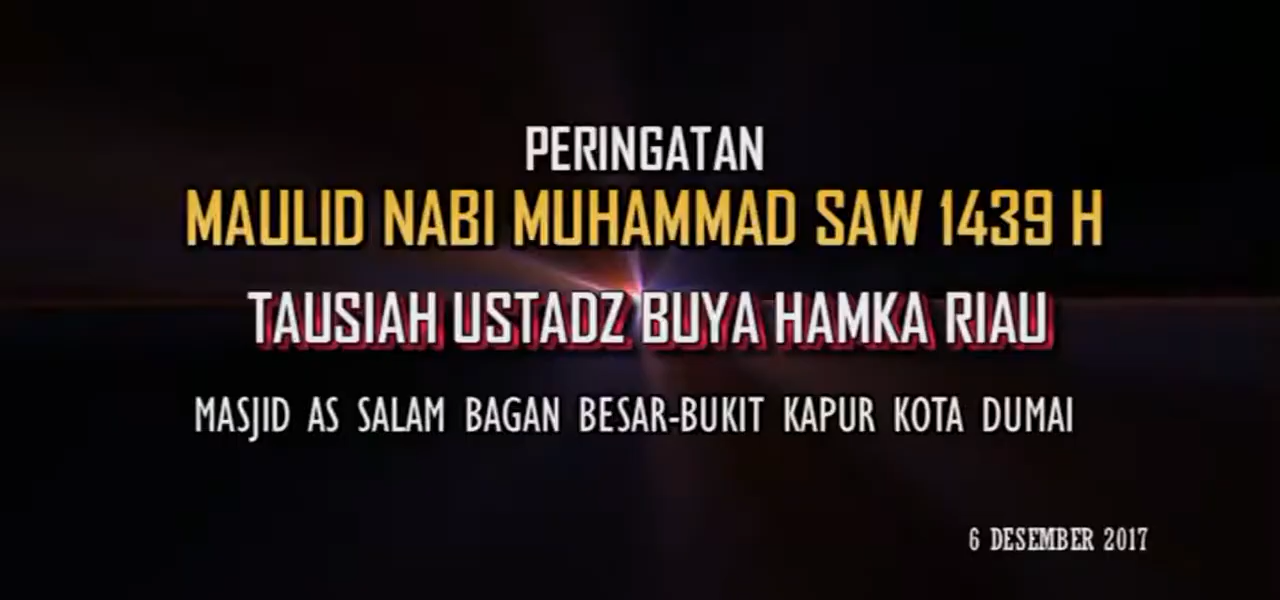 PERINGATAN
MAULID NABI MUHAMMAD SAW 1439 H
TAUSIAH USTADZ BUYA HAMKA RIAU
MASJID AS SALAM BAGAN BESAR-BUKIT KAPUR KOTA DUMAI
6 DESEMBER 2017